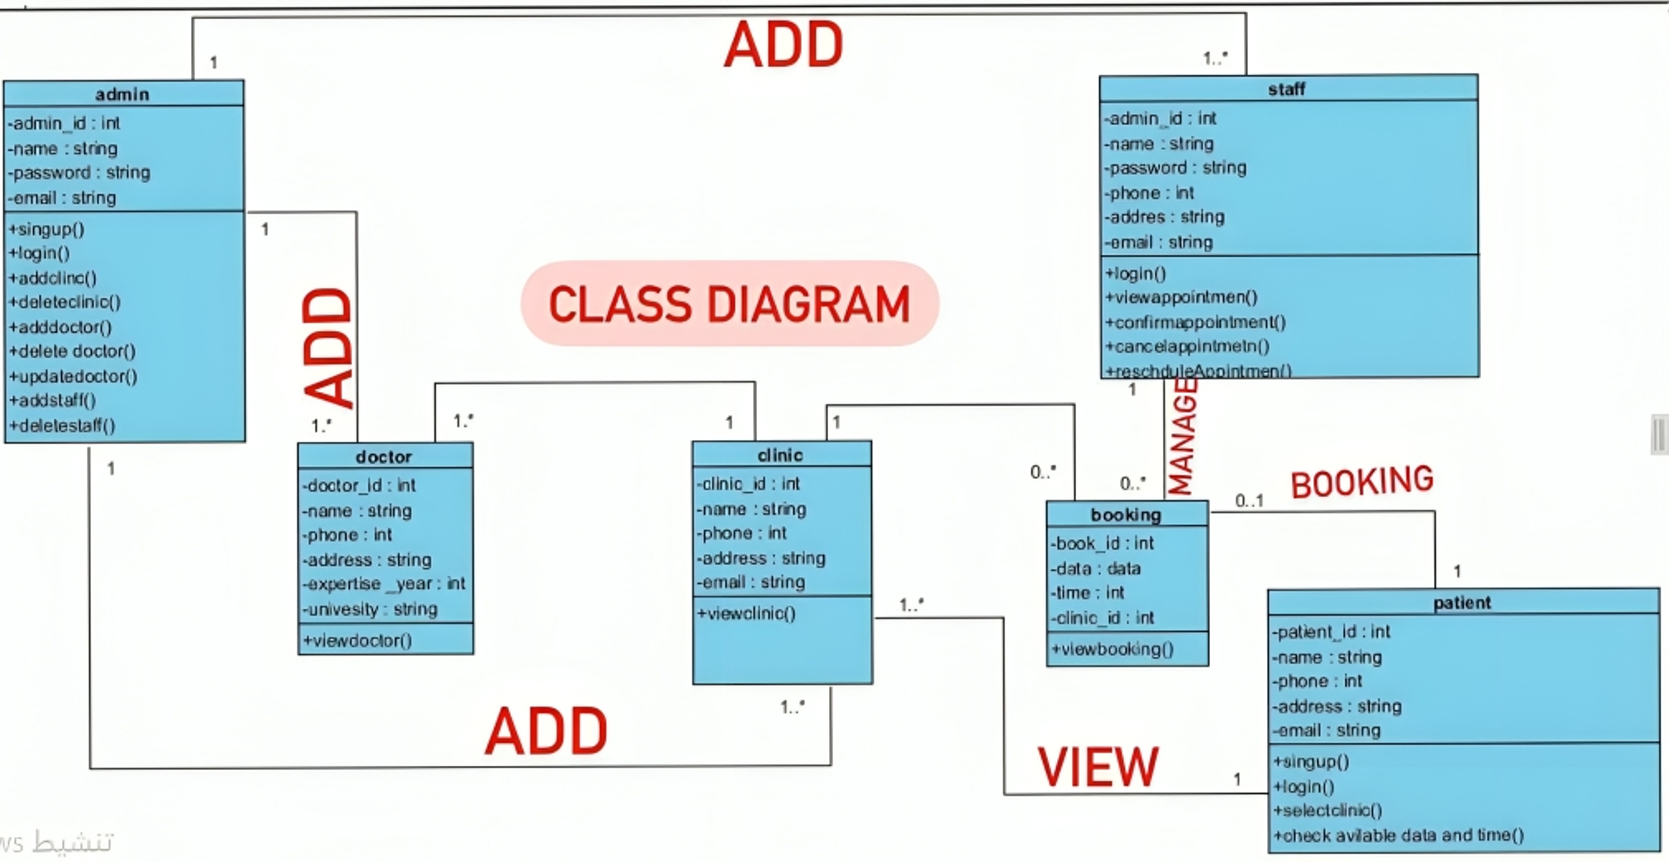 ADD
1
1..*
admin
-admin_id : int
-name : string
-password : string
-email : string
+singup()
+login()
+addclinc()
+deleteclinic()
+adddoctor()
+delete doctor()
+updatedoctor()
+addstaff()
+deletestaff()
staff
-admin_id : int
-name : string
-password : string
-phone : int
-addres : string
-email : string
+login()
+viewappointmen()
+confirmappointment()
+cancelappintmetn()
+reschduleAppintmen()
1
ADD
1.*
CLASS DIAGRAM
1
1..*
1
1
0..*
1
MANAGE
0..*
doctor
-doctor_id : int
-name : string
-phone : int
-address : string
-expertise _year : int
-univesity : string
+viewdoctor()
clinic
-clinic_id : int
-name : string
-phone : int
-address : string
-email : string
+viewclinic()
booking
-book_id : int
-data : data
-time : int
-clinic_id : int
+viewbooking()
0..1
BOOKING
1
patient
-patient_id : int
-name : string
-phone : int
-address : string
-email : string
+singup()
+login()
+selectclinic()
+check avilable data and time()
1..*
VIEW
1
1..*
ADD
تنشيط ws